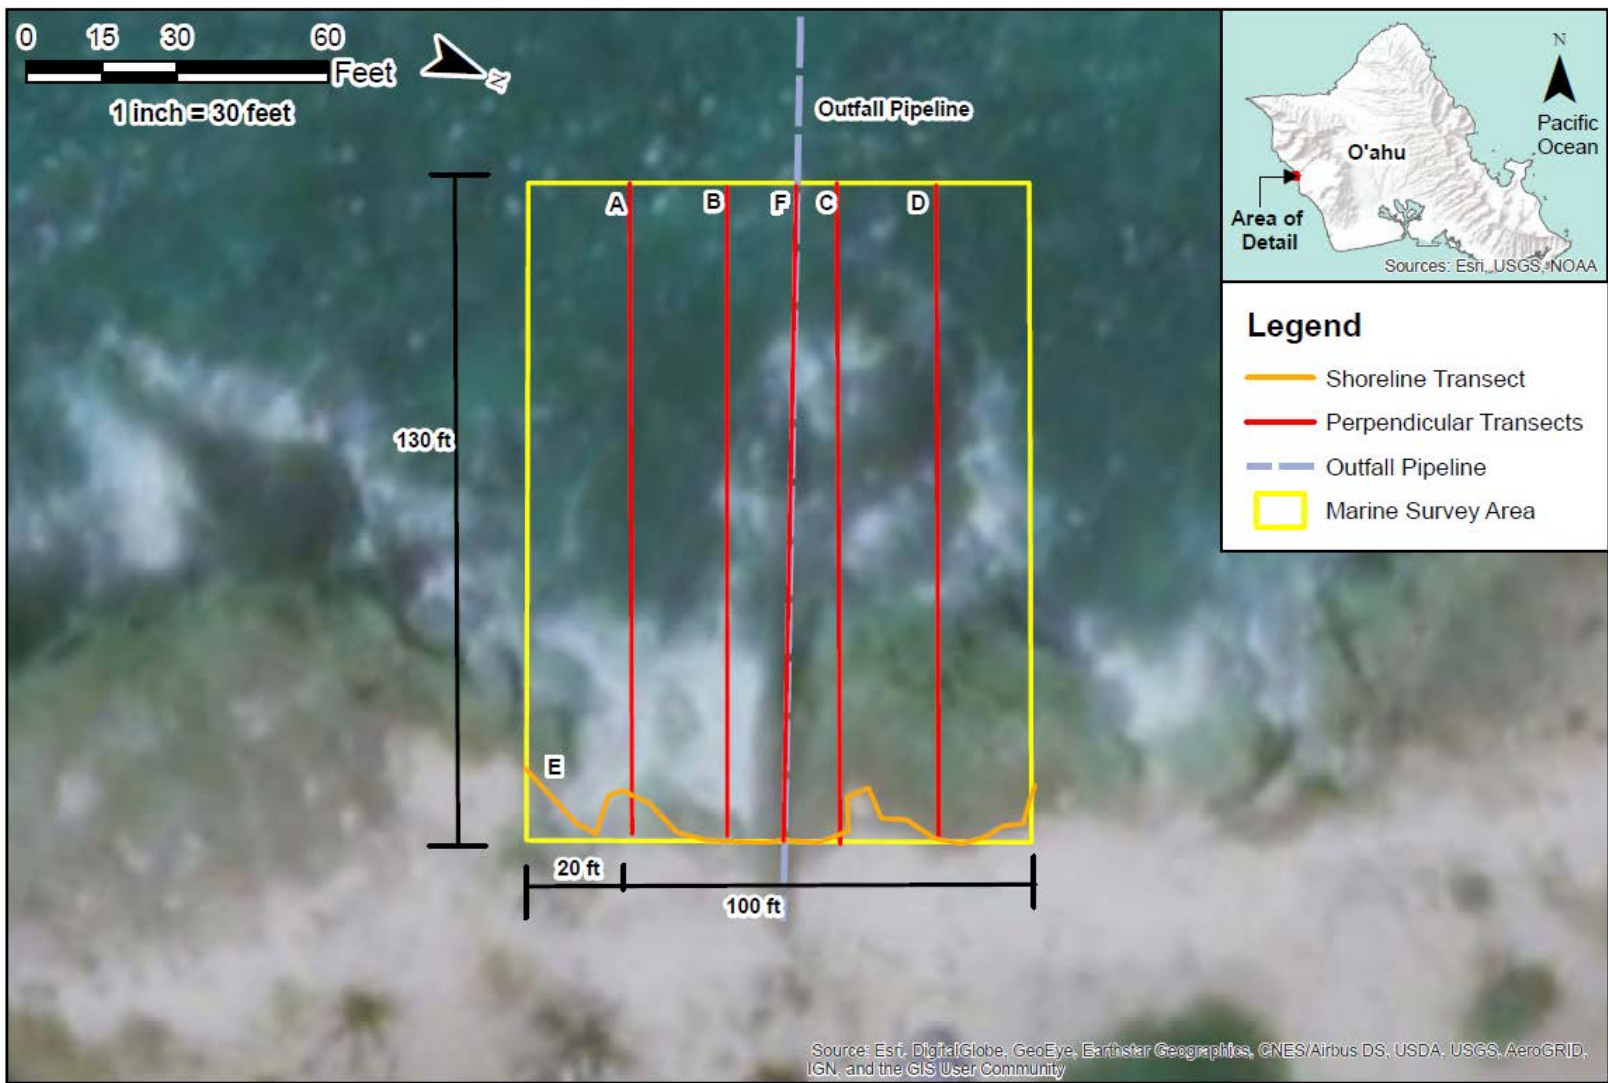 0 15 30 60
Feet
1 inch = 30 feet
N
Outfall Pipeline
A B F C D
130 ft
E
20 ft
100 ft
N
Pacific
Ocean
O'ahu
Area of
Detail
Sources: Esri, USGS, NOAA
Legend
Shoreline Transect
Perpendicular Transects
Outfall Pipeline
Marine Survey Area
Source: Esri, DigitalGlobe, GeoEye, Earthstar Geographics, CNES/Airbus DS, USDA, USGS, AeroGRID,
IGN, and the GIS User Community